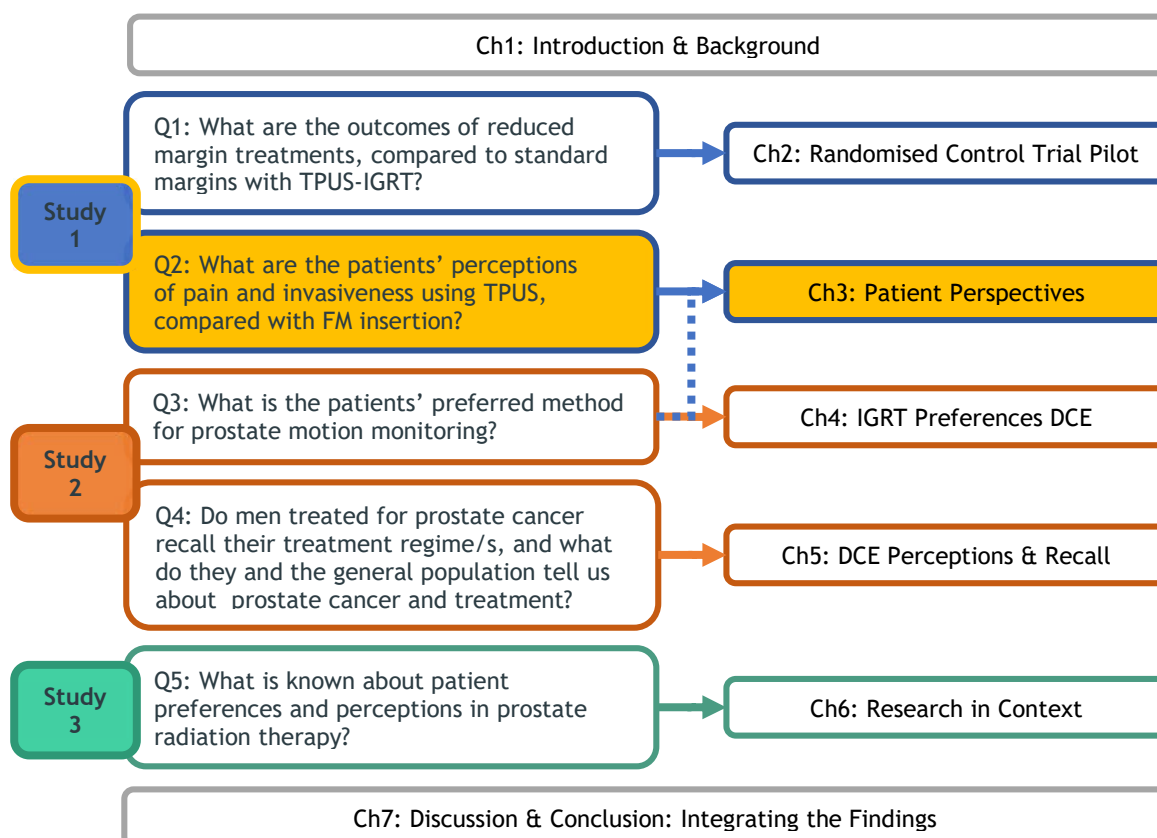 Ch1: Introduction & Background
Q1: What are the outcomes of reduced
margin treatments, compared to standard
margins with TPUS-IGRT?
Ch2: Randomised Control Trial Pilot
Study
1
Q2: What are the patients’ perceptions
of pain and invasiveness using TPUS,
compared with FM insertion?
Ch3: Patient Perspectives
Q3: What is the patients’ preferred method
for prostate motion monitoring?
Ch4: IGRT Preferences DCE
Study
2
Q4: Do men treated for prostate cancer
recall their treatment regime/s, and what
do they and the general population tell us
about prostate cancer and treatment?
Ch5: DCE Perceptions & Recall
Study
3
Q5: What is known about patient
preferences and perceptions in prostate
radiation therapy?
Ch6: Research in Context
Ch7: Discussion & Conclusion: Integrating the Findings